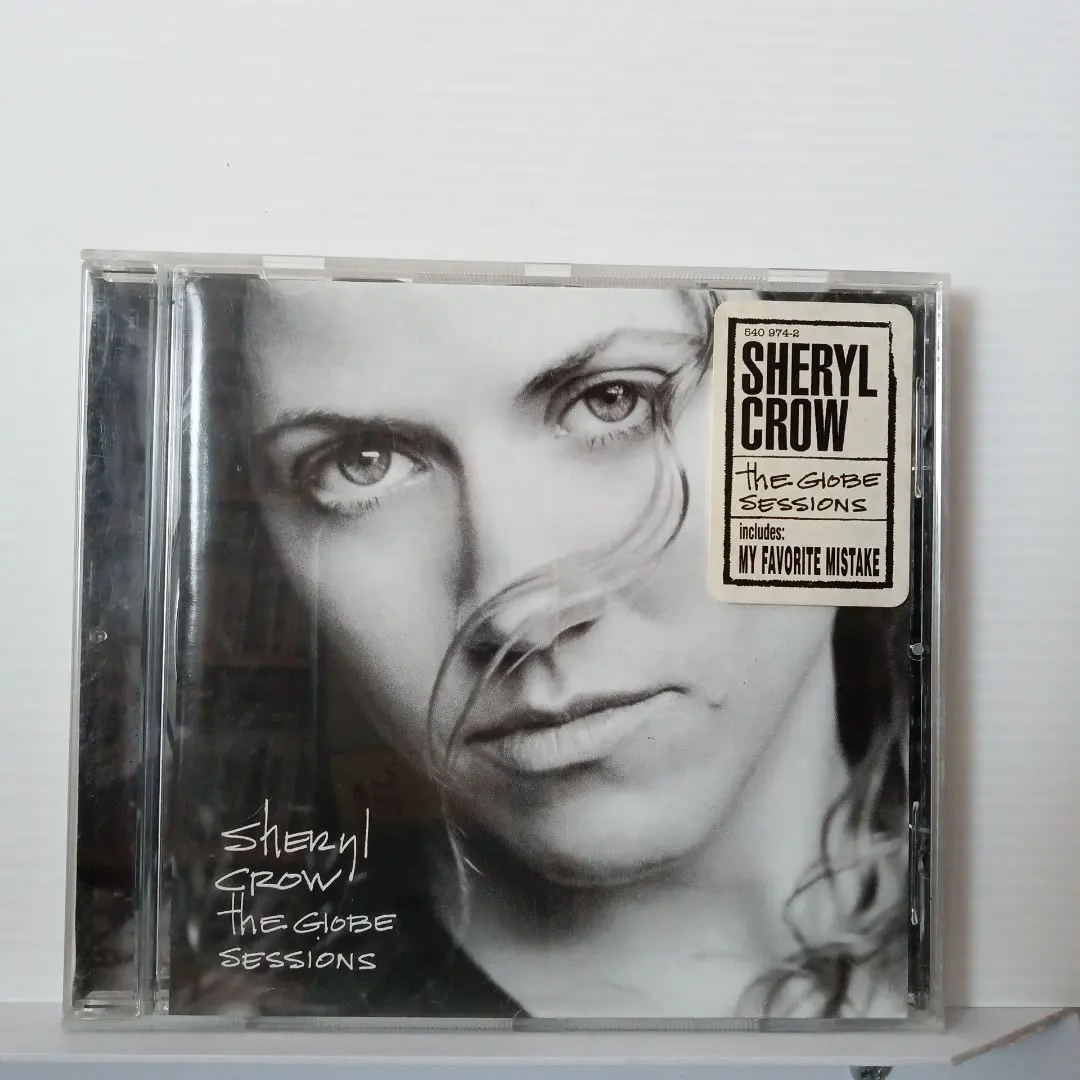 540 974-2
SHERYL
CROW
the GLOBE
SESSIONS
includes:
MY FAVORITE MISTAKE
SHERyl
CROW
the GLOBE
SESSIONS